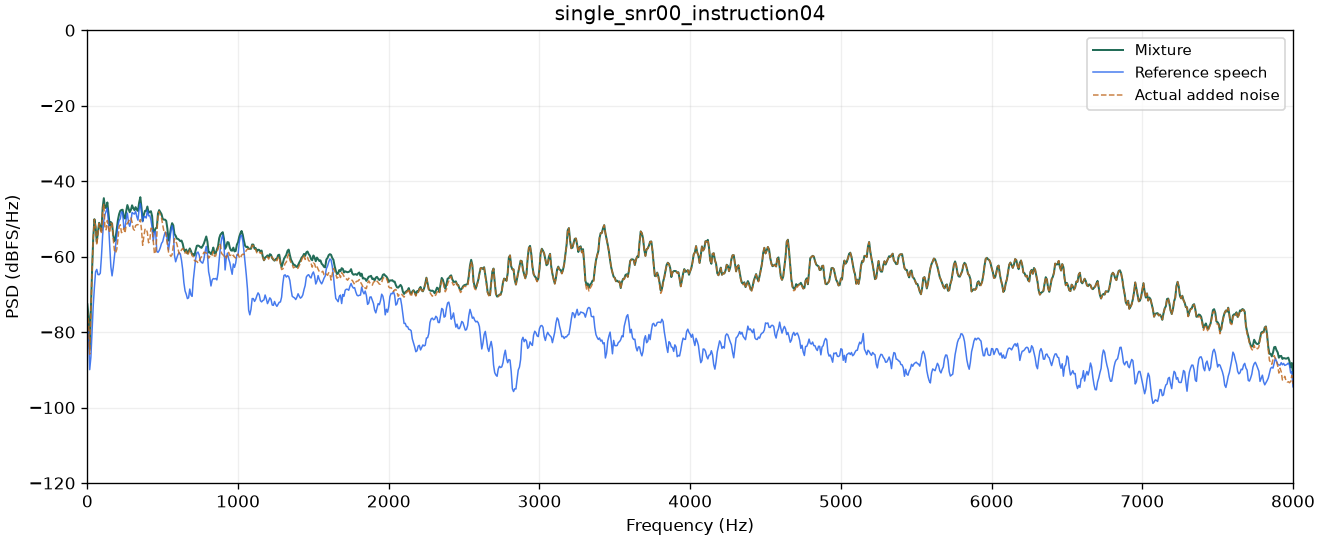 single_snr00_instruction04
0
−20
−40
−60
−80
−100
−120
PSD (dBFS/Hz)
Mixture
Reference speech
Actual added noise
0 1000 2000 3000 4000 5000 6000 7000 8000
Frequency (Hz)